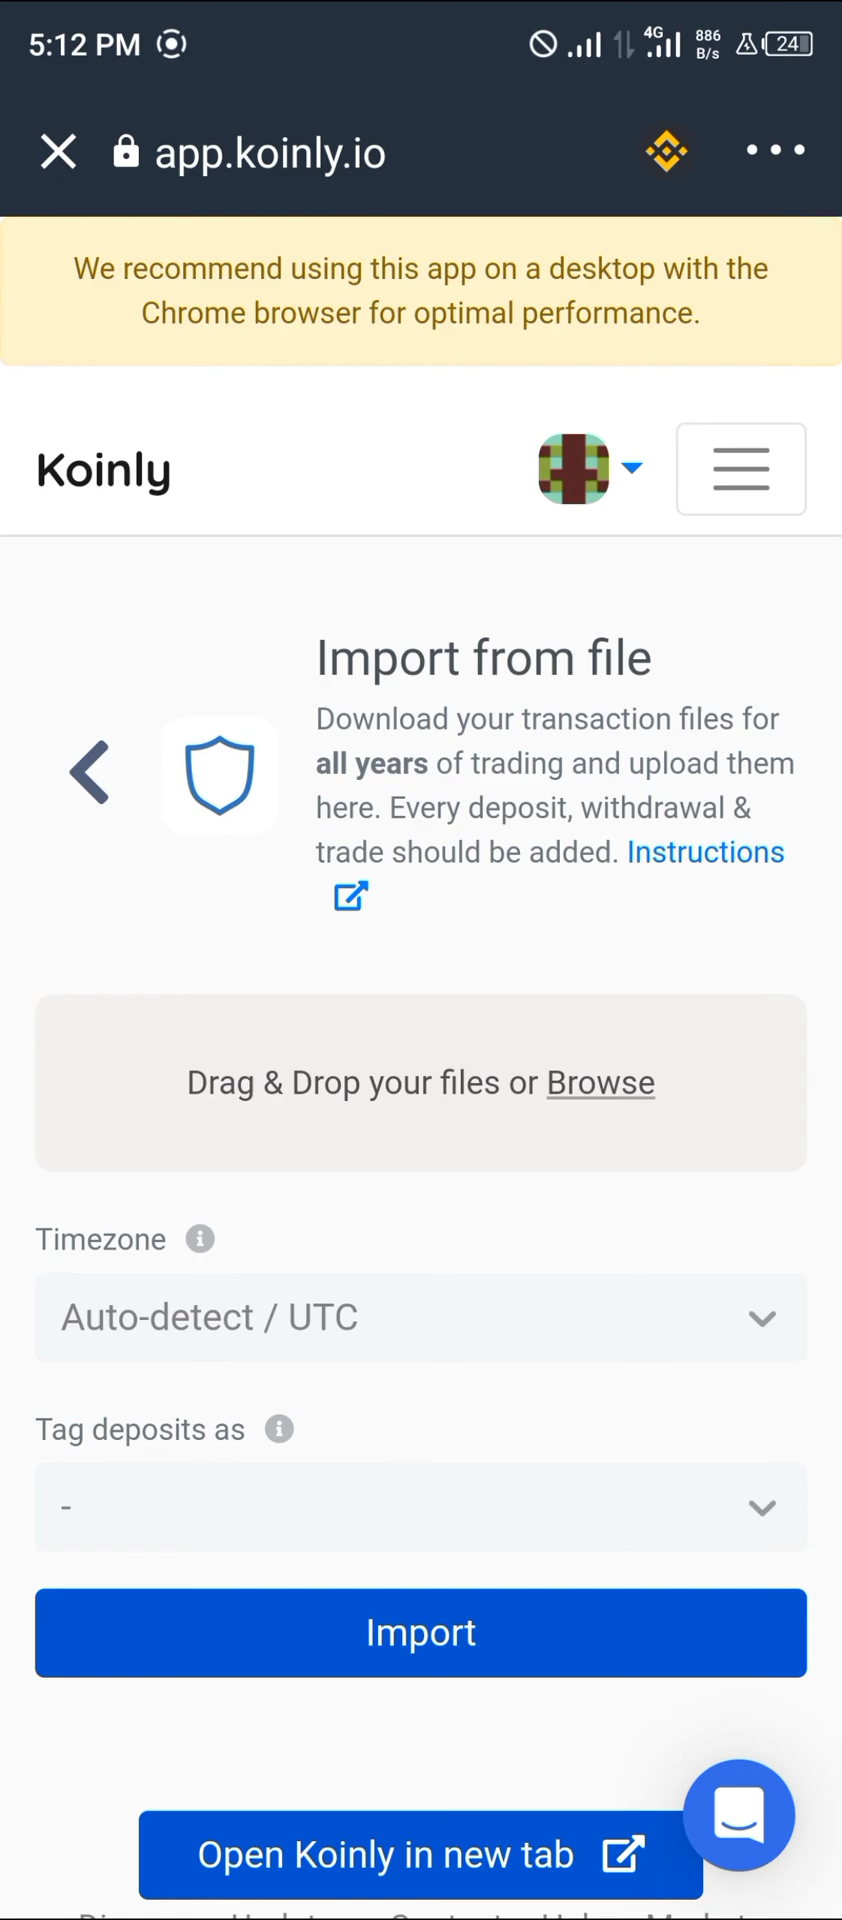 5:12 PM
4G 886 B/s 24
app.koinly.io
We recommend using this app on a desktop with the
Chrome browser for optimal performance.
Koinly
Import from file
Download your transaction files for
all years of trading and upload them
here. Every deposit, withdrawal &
trade should be added. Instructions
Drag & Drop your files or Browse
Timezone
Auto-detect / UTC
Tag deposits as
-
Import
Open Koinly in new tab